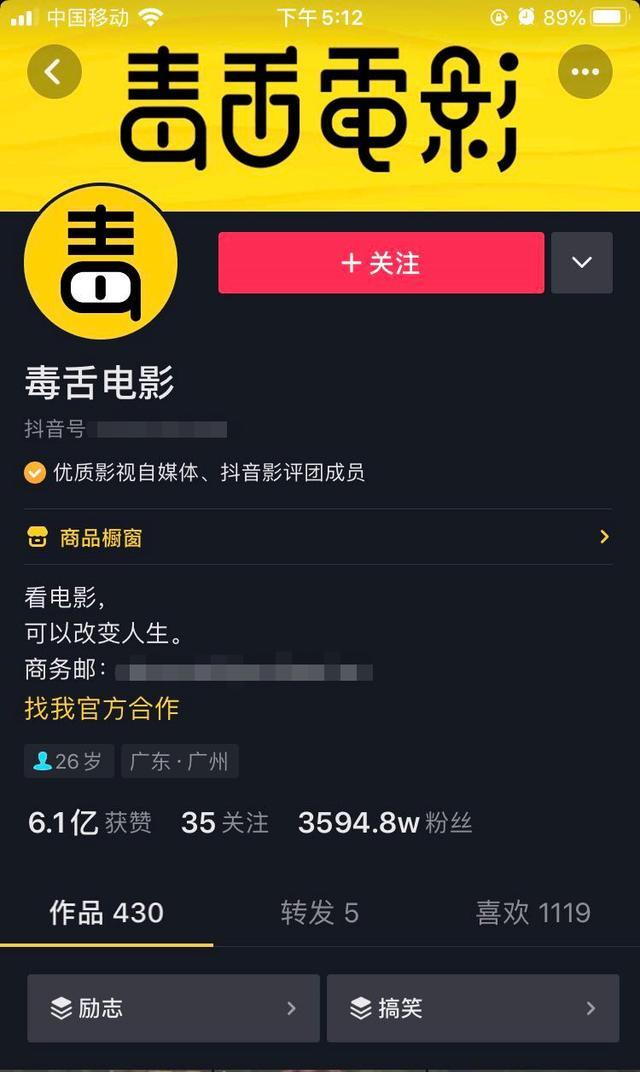 中国移动 下午5:12 89%
毒舌電影
毒
+ 关注
毒舌电影
抖音号
优质影视自媒体、抖音影评团成员
商品橱窗
看电影，
可以改变人生。
商务邮：
找我官方合作
26岁 广东·广州
6.1亿获赞 35关注 3594.8w粉丝
作品 430 转发 5 喜欢 1119
励志 搞笑